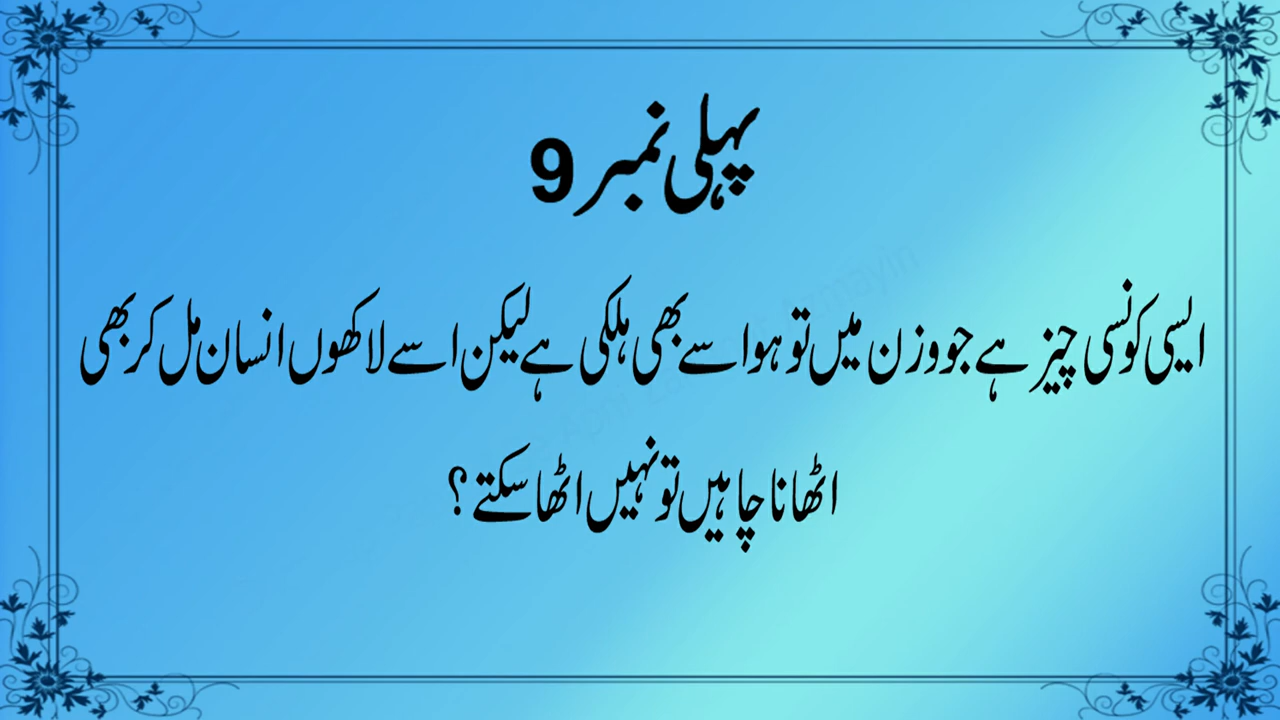 پہلی نمبر 9
ایسی کونسی چیز ہے جو وزن میں تو ہوا سے بھی ہلکی ہے لیکن اسے لاکھوں انسان مل کر بھی
اٹھانا چاہیں تو نہیں اٹھا سکتے ؟